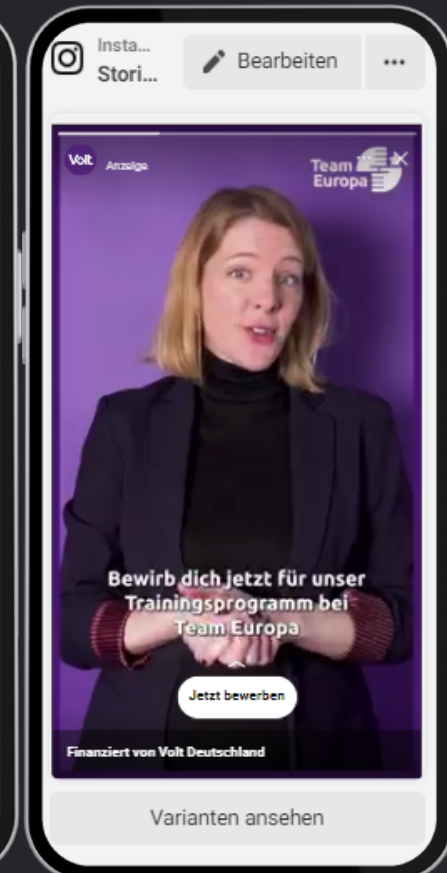 Insta...
Stori...
Bearbeiten
...
Volt
Anzeige
Team
Europa
Bewirb dich jetzt für unser
Trainingsprogramm bei
Team Europa
Jetzt bewerben
Finanziert von Volt Deutschland
Varianten ansehen